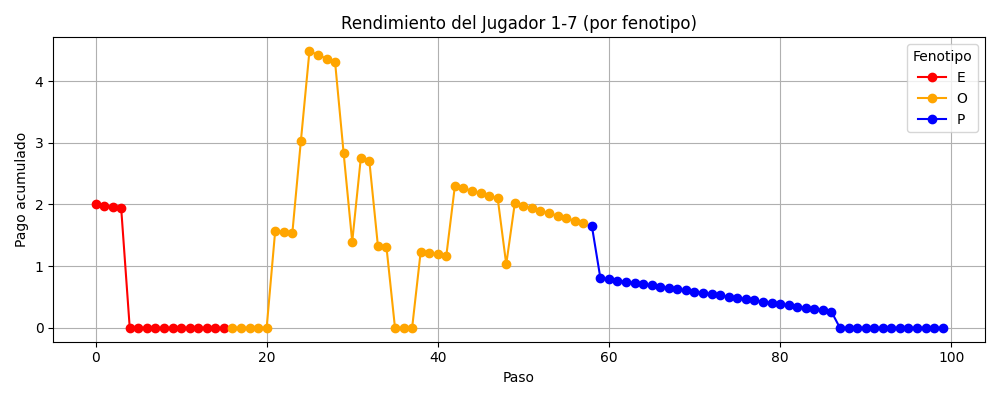 Rendimiento del Jugador 1-7 (por fenotipo)
Pago acumulado
4
3
2
1
0
Fenotipo
E
O
P
0 20 40 60 80 100
Paso